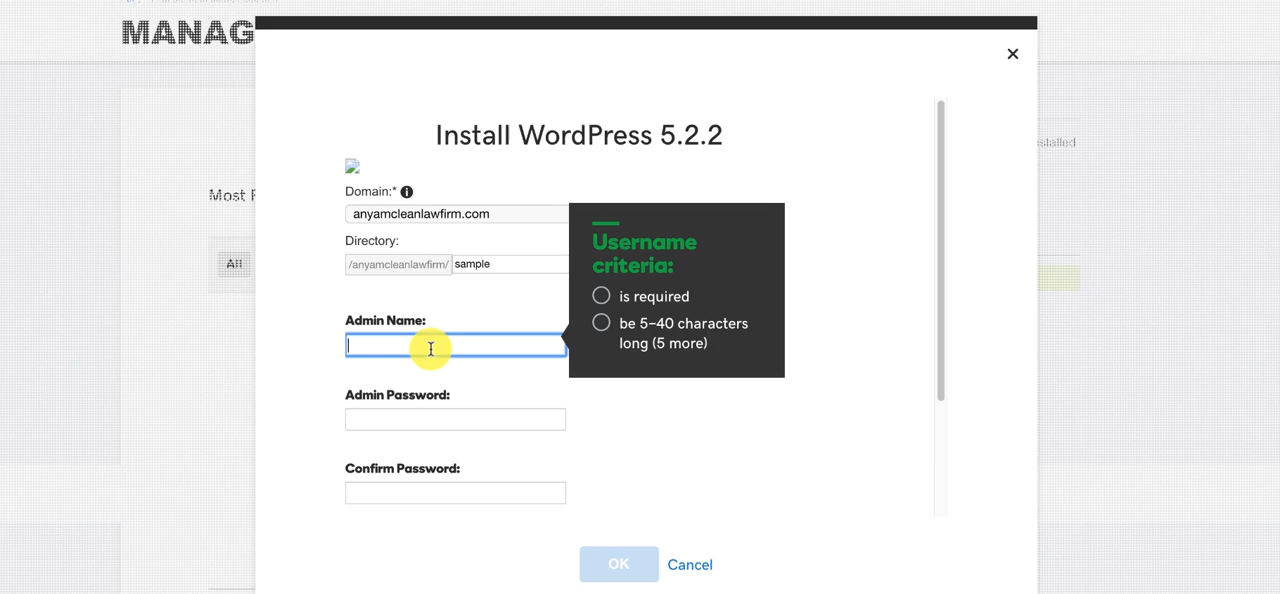 MANAG
Install WordPress 5.2.2
stalled
Domain:*
Most
anyamcleanlawfirm.com
Directory:
All
/anyamcleanlawfirm/ sample
Username
criteria:
is required
be 5–40 characters
long (5 more)
Admin Name:
Admin Password:
Confirm Password:
OK
Cancel